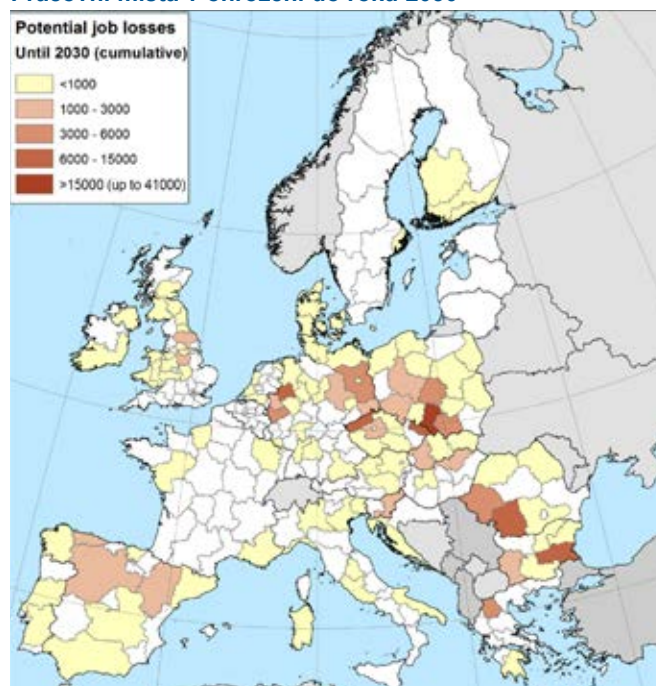 Potential job losses
Until 2030 (cumulative)
<1000
1000 - 3000
3000 - 6000
6000 - 15000
>15000 (up to 41000)